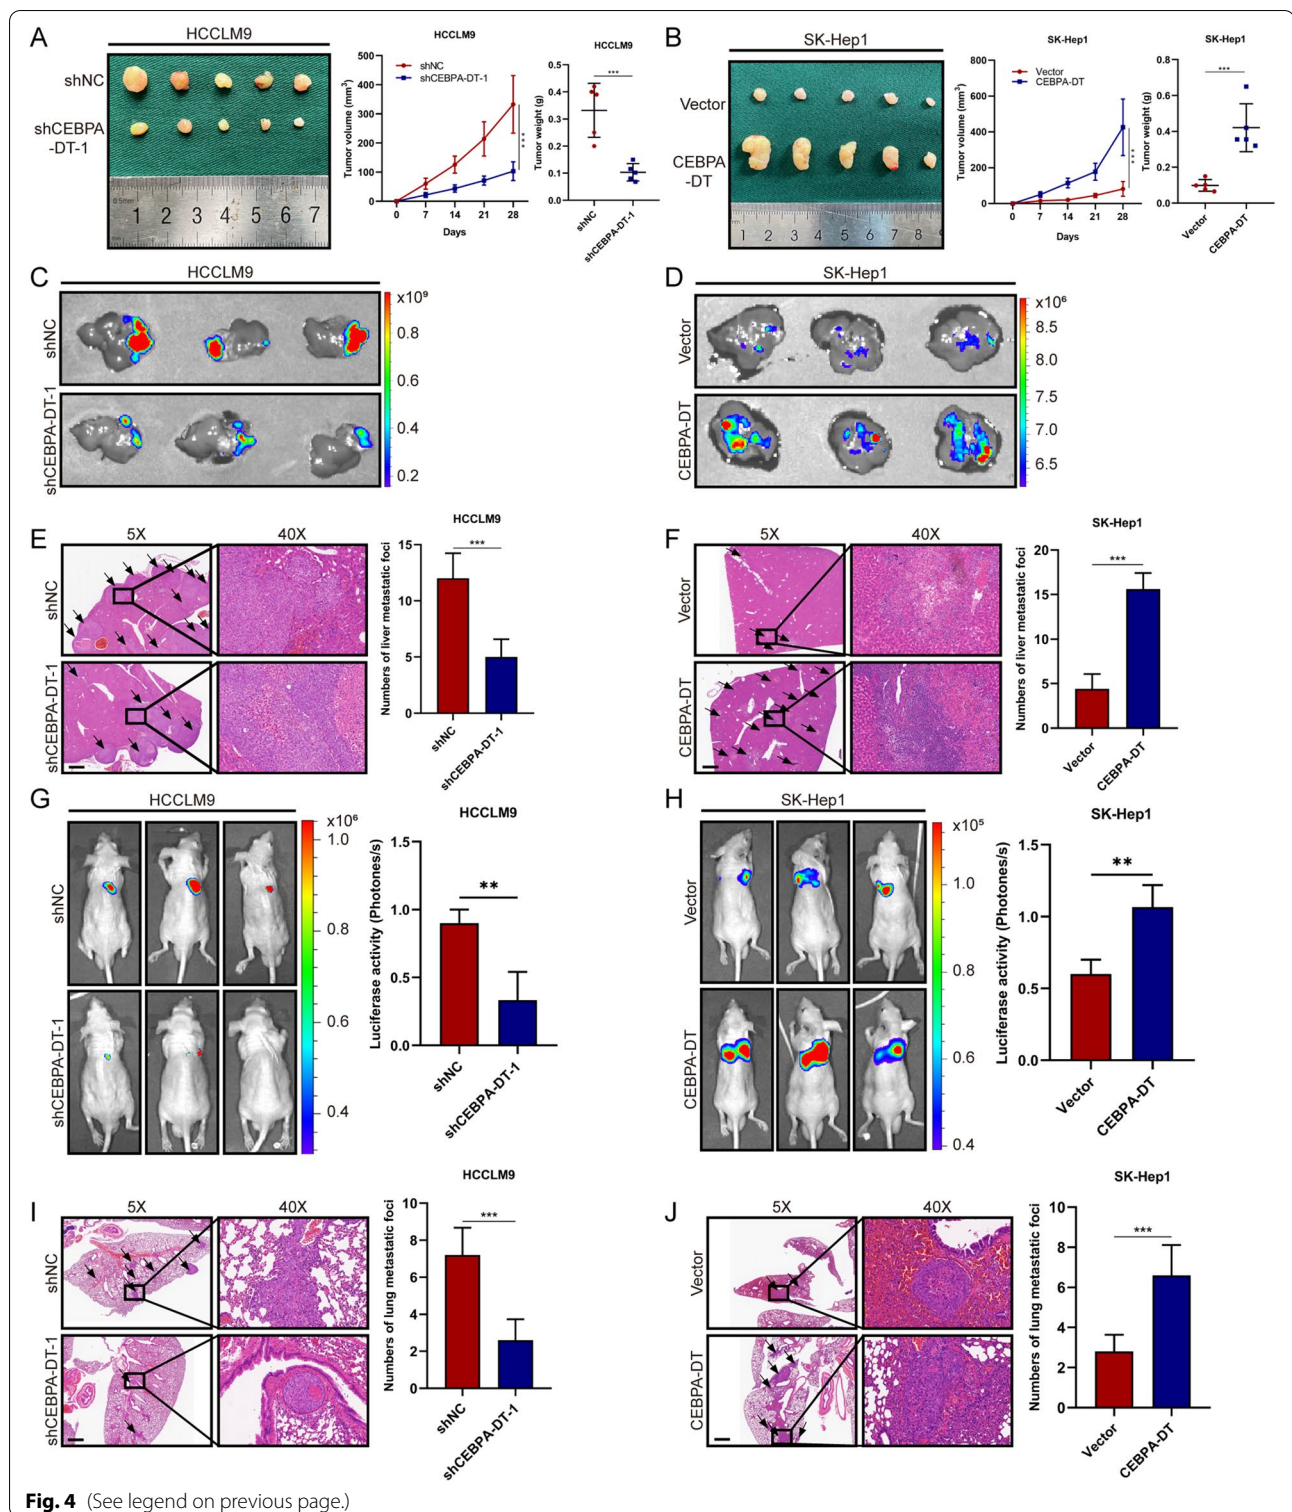 A
HCCLM9
shNC
shCEBPA
-DT-1
0.5mm
1 2 3 4 5 6 7
HCCLM9
shNC
shCEBPA-DT-1
Tumor volume (mm³)
500
400
300
200
100
0
0 7 14 21 28
Days
***
HCCLM9
***
Tumor weight (g)
0.5
0.4
0.3
0.2
0.1
0.0
shNC
shCEBPA-DT-1
B
SK-Hep1
Vector
CEBPA
-DT
1 2 3 4 5 6 7 8
SK-Hep1
Vector
CEBPA-DT
Tumor volume (mm³)
800
600
400
200
0
0 7 14 21 28
Days
***
SK-Hep1
***
Tumor weight (g)
0.8
0.6
0.4
0.2
0.0
Vector
CEBPA-DT
C
HCCLM9
shNC
shCEBPA-DT-1
x10⁹
0.8
0.6
0.4
0.2
D
SK-Hep1
Vector
CEBPA-DT
x10⁶
8.5
8.0
7.5
7.0
6.5
E
5X 40X
shNC
shCEBPA-DT-1
HCCLM9
***
Numbers of liver metastatic foci
15
10
5
0
shNC
shCEBPA-DT-1
F
5X 40X
Vector
CEBPA-DT
SK-Hep1
***
Numbers of liver metastatic foci
20
15
10
5
0
Vector
CEBPA-DT
G
HCCLM9
shNC
shCEBPA-DT-1
x10⁶
1.0
0.8
0.6
0.4
HCCLM9
**
Luciferase activity (Photones/s)
1.5
1.0
0.5
0.0
shNC
shCEBPA-DT-1
H
SK-Hep1
Vector
CEBPA-DT
x10⁵
1.0
0.8
0.6
0.4
SK-Hep1
**
Luciferase activity (Photones/s)
1.5
1.0
0.5
0.0
Vector
CEBPA-DT
I
5X 40X
shNC
shCEBPA-DT-1
HCCLM9
***
Numbers of lung metastatic foci
10
8
6
4
2
0
shNC
shCEBPA-DT-1
J
5X 40X
Vector
CEBPA-DT
SK-Hep1
***
Numbers of lung metastatic foci
10
8
6
4
2
0
Vector
CEBPA-DT
Fig. 4 (See legend on previous page.)